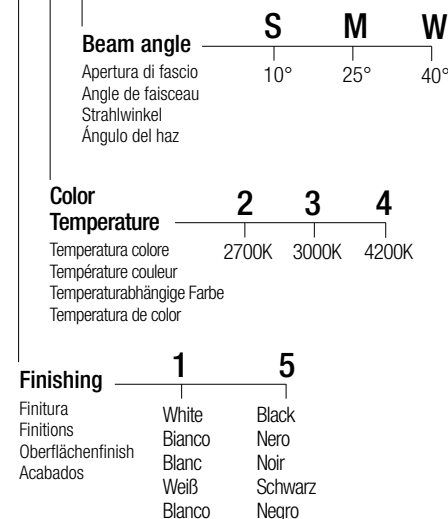 S M W
Beam angle
Apertura di fascio 10° 25° 40°
Angle de faisceau
Strahlwinkel
Ángulo del haz
Color
Temperature 2 3 4
Temperatura colore 2700K 3000K 4200K
Température couleur
Temperaturabhängige Farbe
Temperatura de color
1 5
Finishing
Finitura White Black
Finitions Bianco Nero
Oberflächenfinish Blanc Noir
Acabados Weiß Schwarz
Blanco Negro